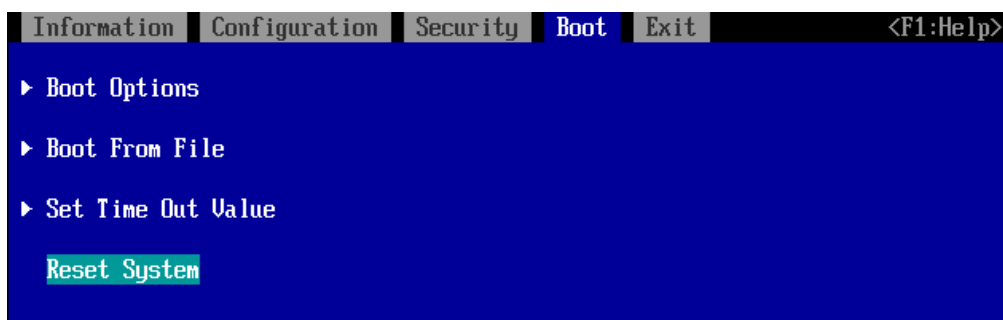 Information Configuration Security Boot Exit <F1:Help>
Boot Options
Boot From File
Set Time Out Value
Reset System